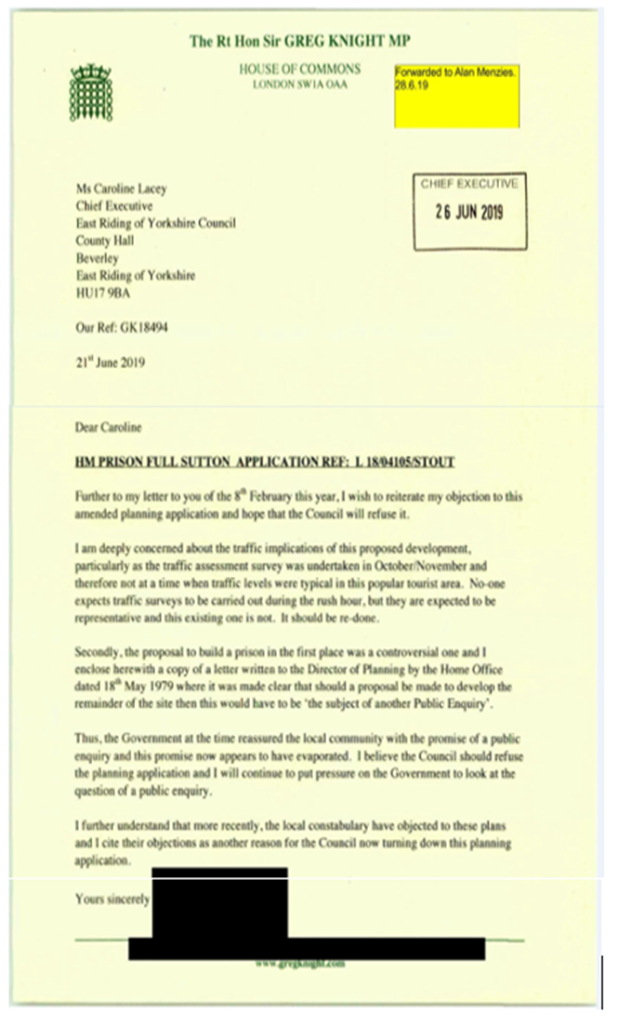 The Rt Hon Sir GREG KNIGHT MP
HOUSE OF COMMONS
LONDON SW1A 0AA
Forwarded to Alan Menzies.
28.6.19
CHIEF EXECUTIVE
26 JUN 2019
Ms Caroline Lacey
Chief Executive
East Riding of Yorkshire Council
County Hall
Beverley
East Riding of Yorkshire
HU17 9BA
Our Ref: GK18494
21st June 2019
Dear Caroline
HM PRISON FULL SUTTON APPLICATION REF: L 18/04105/STOUT
Further to my letter to you of the 8th February this year, I wish to reiterate my objection to this
amended planning application and hope that the Council will refuse it.
I am deeply concerned about the traffic implications of this proposed development,
particularly as the traffic assessment survey was undertaken in October/November and
therefore not at a time when traffic levels were typical in this popular tourist area. No-one
expects traffic surveys to be carried out during the rush hour, but they are expected to be
representative and this existing one is not. It should be re-done.
Secondly, the proposal to build a prison in the first place was a controversial one and I
enclose herewith a copy of a letter written to the Director of Planning by the Home Office
dated 18th May 1979 where it was made clear that should a proposal be made to develop the
remainder of the site then this would have to be 'the subject of another Public Enquiry'.
Thus, the Government at the time reassured the local community with the promise of a public
enquiry and this promise now appears to have evaporated. I believe the Council should refuse
the planning application and I will continue to put pressure on the Government to look at the
question of a public enquiry.
I further understand that more recently, the local constabulary have objected to these plans
and I cite their objections as another reason for the Council now turning down this planning
application.
Yours sincerely
www.gregknight.com